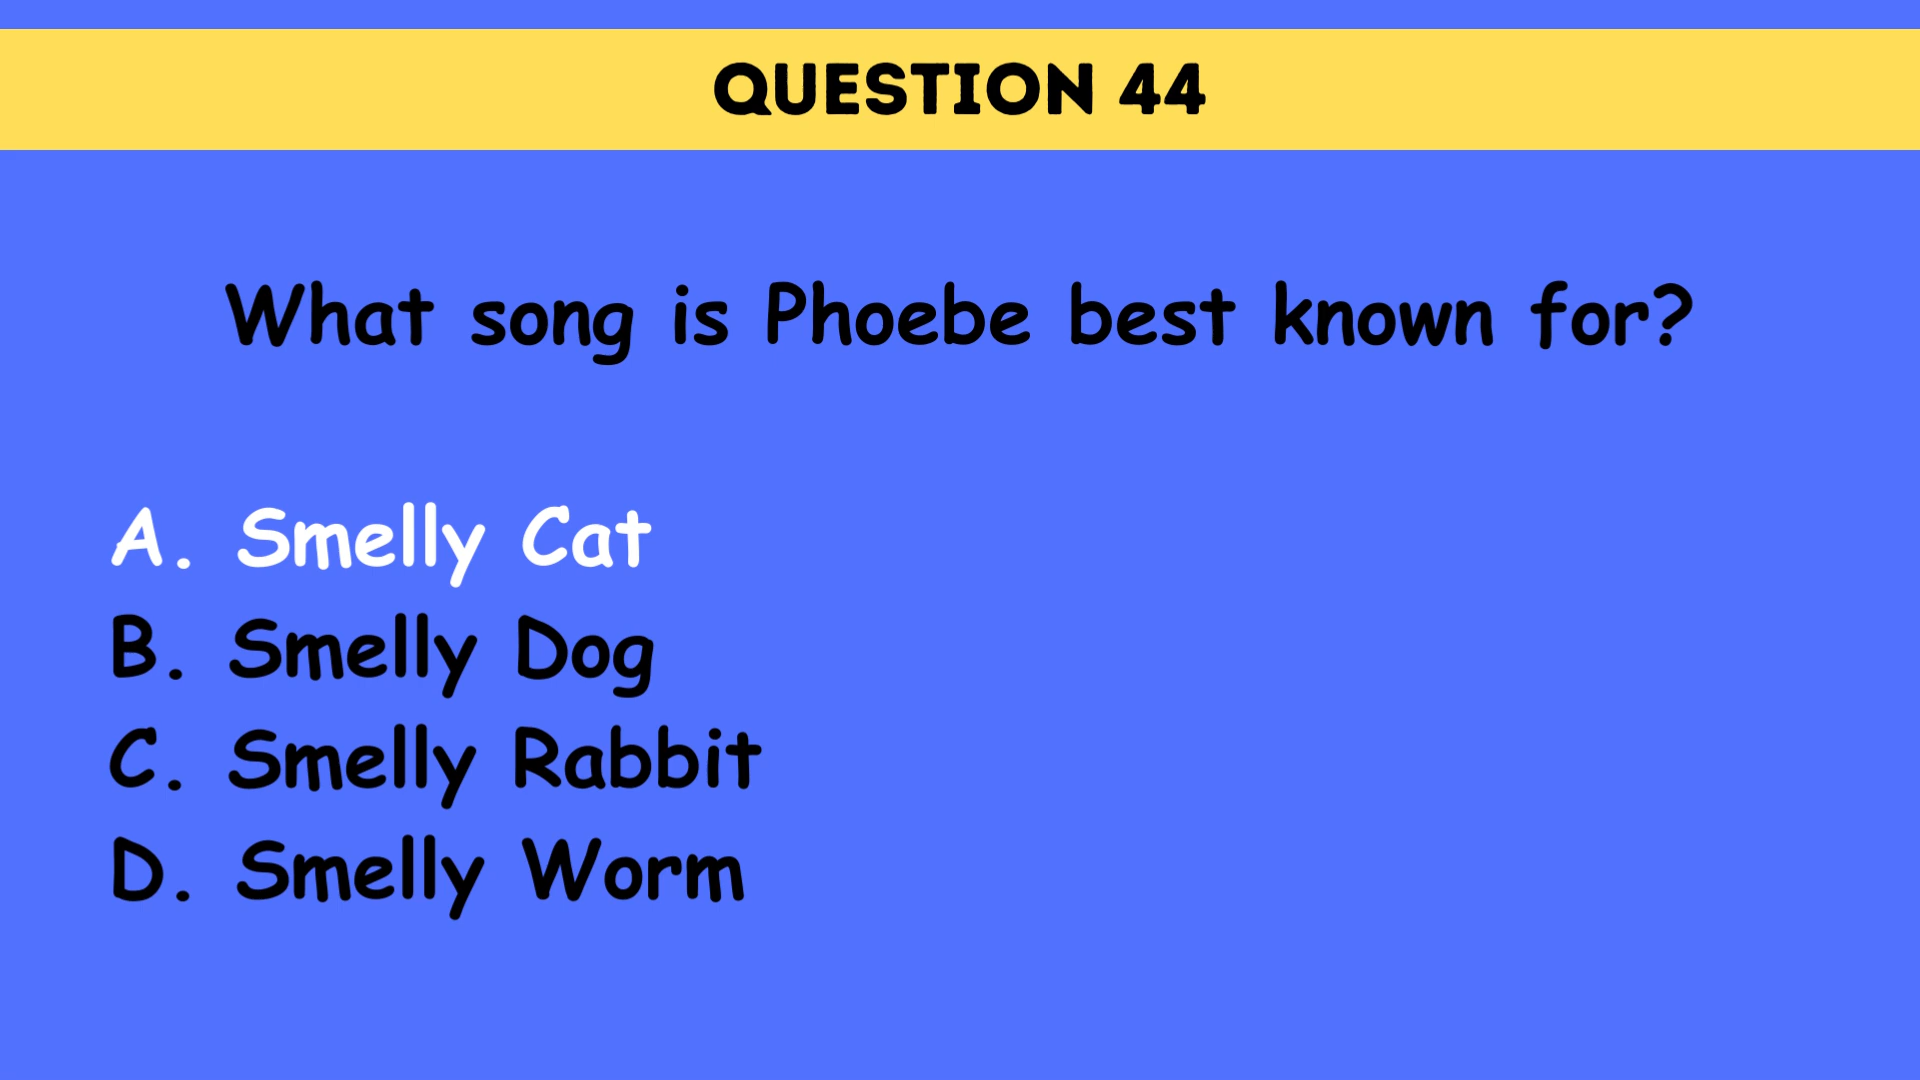 QUESTION 44
What song is Phoebe best known for?
A. Smelly Cat
B. Smelly Dog
C. Smelly Rabbit
D. Smelly Worm